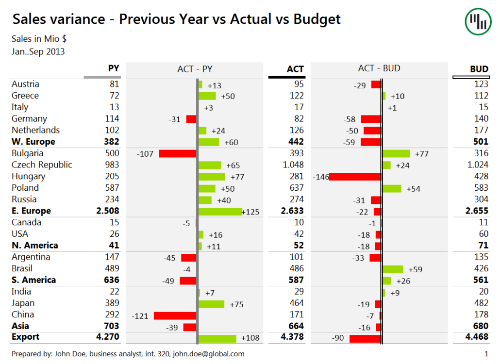 Sales variance - Previous Year vs Actual vs Budget
Sales in Mio $
Jan..Sep 2013
PY ACT - PY ACT ACT - BUD BUD
Austria 81 +13 95 -29 123
Greece 72 +50 122 +10 112
Italy 13 +3 17 +1 15
Germany 114 -31 82 -58 140
Netherlands 102 +24 126 -50 177
W. Europe 382 +60 442 -59 501
Bulgaria 500 -107 393 +77 316
Czech Republic 983 +65 1.048 +24 1.024
Hungary 205 +77 281 -146 428
Poland 587 +50 637 +54 583
Russia 234 +40 274 -31 304
E. Europe 2.508 +125 2.633 -22 2.655
Canada 15 -5 10 -1 11
USA 26 +16 42 -18 60
N. America 41 +11 52 -18 71
Argentina 147 -45 101 -33 135
Brasil 489 -4 486 +59 426
S. America 636 -49 587 +26 561
India 22 +7 29 +9 20
Japan 389 +75 464 -19 482
China 292 -121 171 -7 178
Asia 703 -39 664 -16 680
Export 4.270 +108 4.378 -90 4.468
Prepared by: John Doe, business analyst, int. 320, john.doe@global.com 1